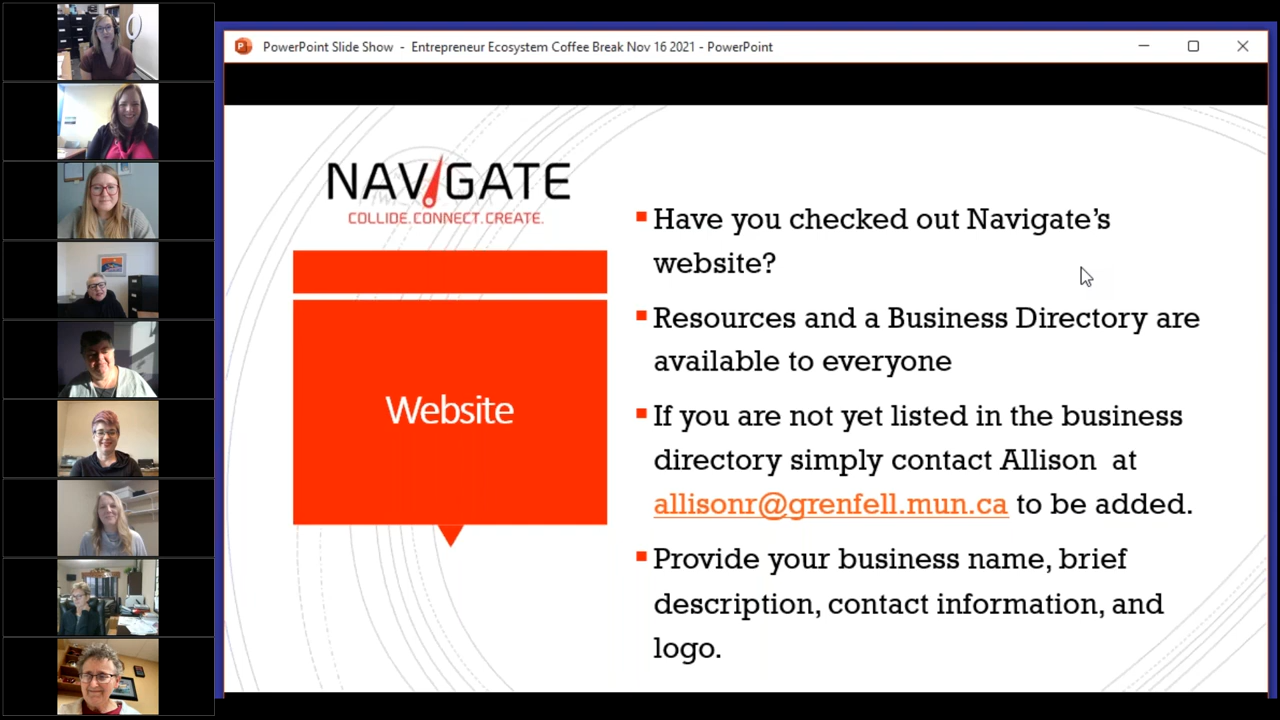 PowerPoint Slide Show - Entrepreneur Ecosystem Coffee Break Nov 16 2021 - PowerPoint
NAVIGATE
COLLIDE. CONNECT. CREATE.
Website
Have you checked out Navigate's
website?
Resources and a Business Directory are
available to everyone
If you are not yet listed in the business
directory simply contact Allison at
allisonr@grenfell.mun.ca to be added.
Provide your business name, brief
description, contact information, and
logo.